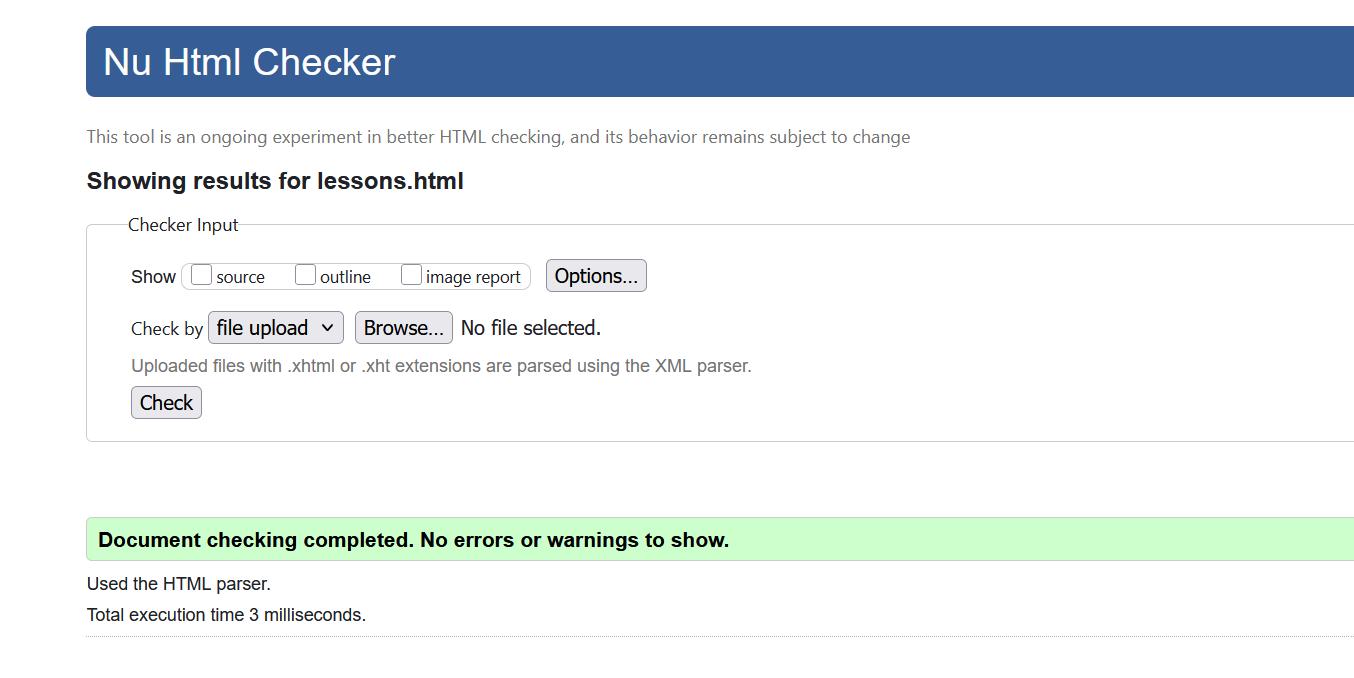 Nu Html Checker
This tool is an ongoing experiment in better HTML checking, and its behavior remains subject to change
Showing results for lessons.html
Checker Input
Show source outline image report Options...
Check by file upload Browse... No file selected.
Uploaded files with .xhtml or .xht extensions are parsed using the XML parser.
Check
Document checking completed. No errors or warnings to show.
Used the HTML parser.
Total execution time 3 milliseconds.